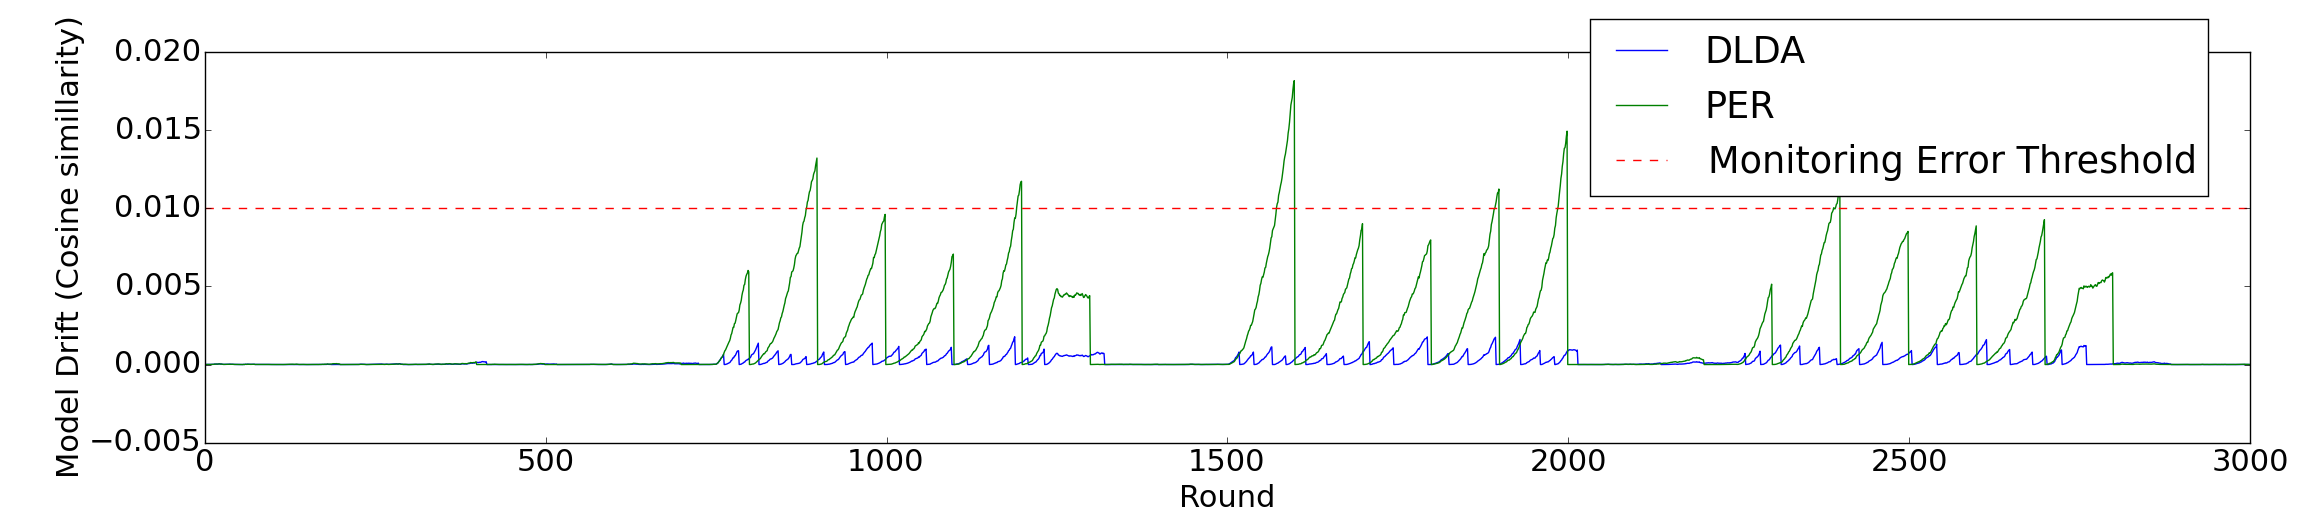 Model Drift (Cosine simillarity)
0.020
0.015
0.010
0.005
0.000
−0.005
0 500 1000 1500 2000 2500 3000
Round
DLDA
PER
Monitoring Error Threshold